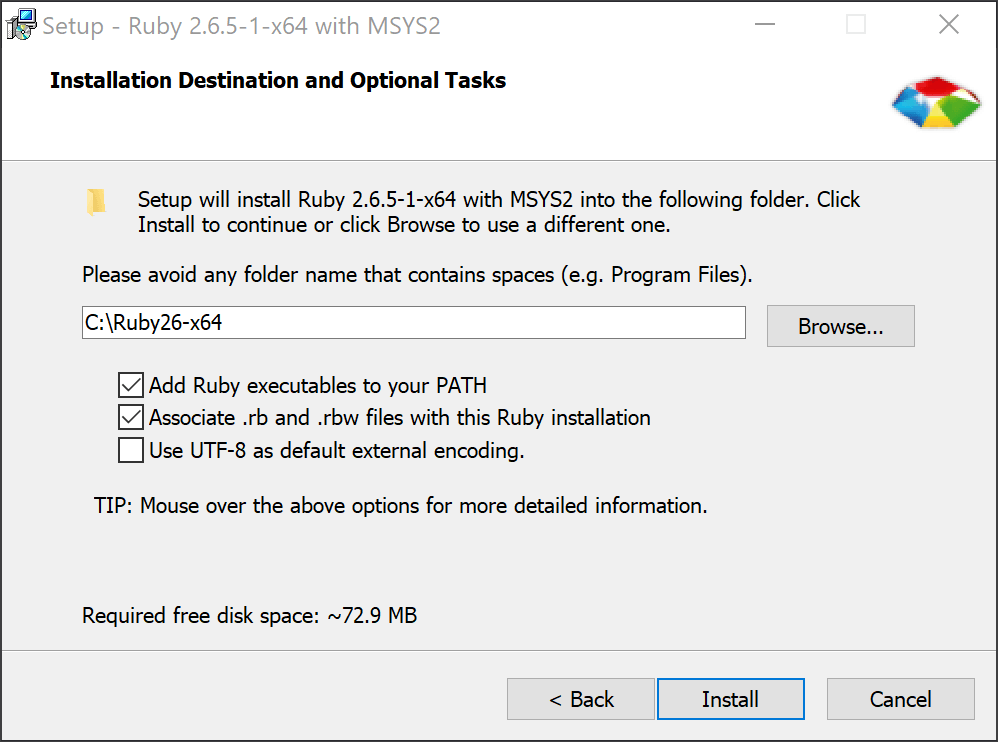 Setup - Ruby 2.6.5-1-x64 with MSYS2
Installation Destination and Optional Tasks
Setup will install Ruby 2.6.5-1-x64 with MSYS2 into the following folder. Click
Install to continue or click Browse to use a different one.
Please avoid any folder name that contains spaces (e.g. Program Files).
C:\Ruby26-x64
Browse...
Add Ruby executables to your PATH
Associate .rb and .rbw files with this Ruby installation
Use UTF-8 as default external encoding.
TIP: Mouse over the above options for more detailed information.
Required free disk space: ~72.9 MB
< Back
Install
Cancel